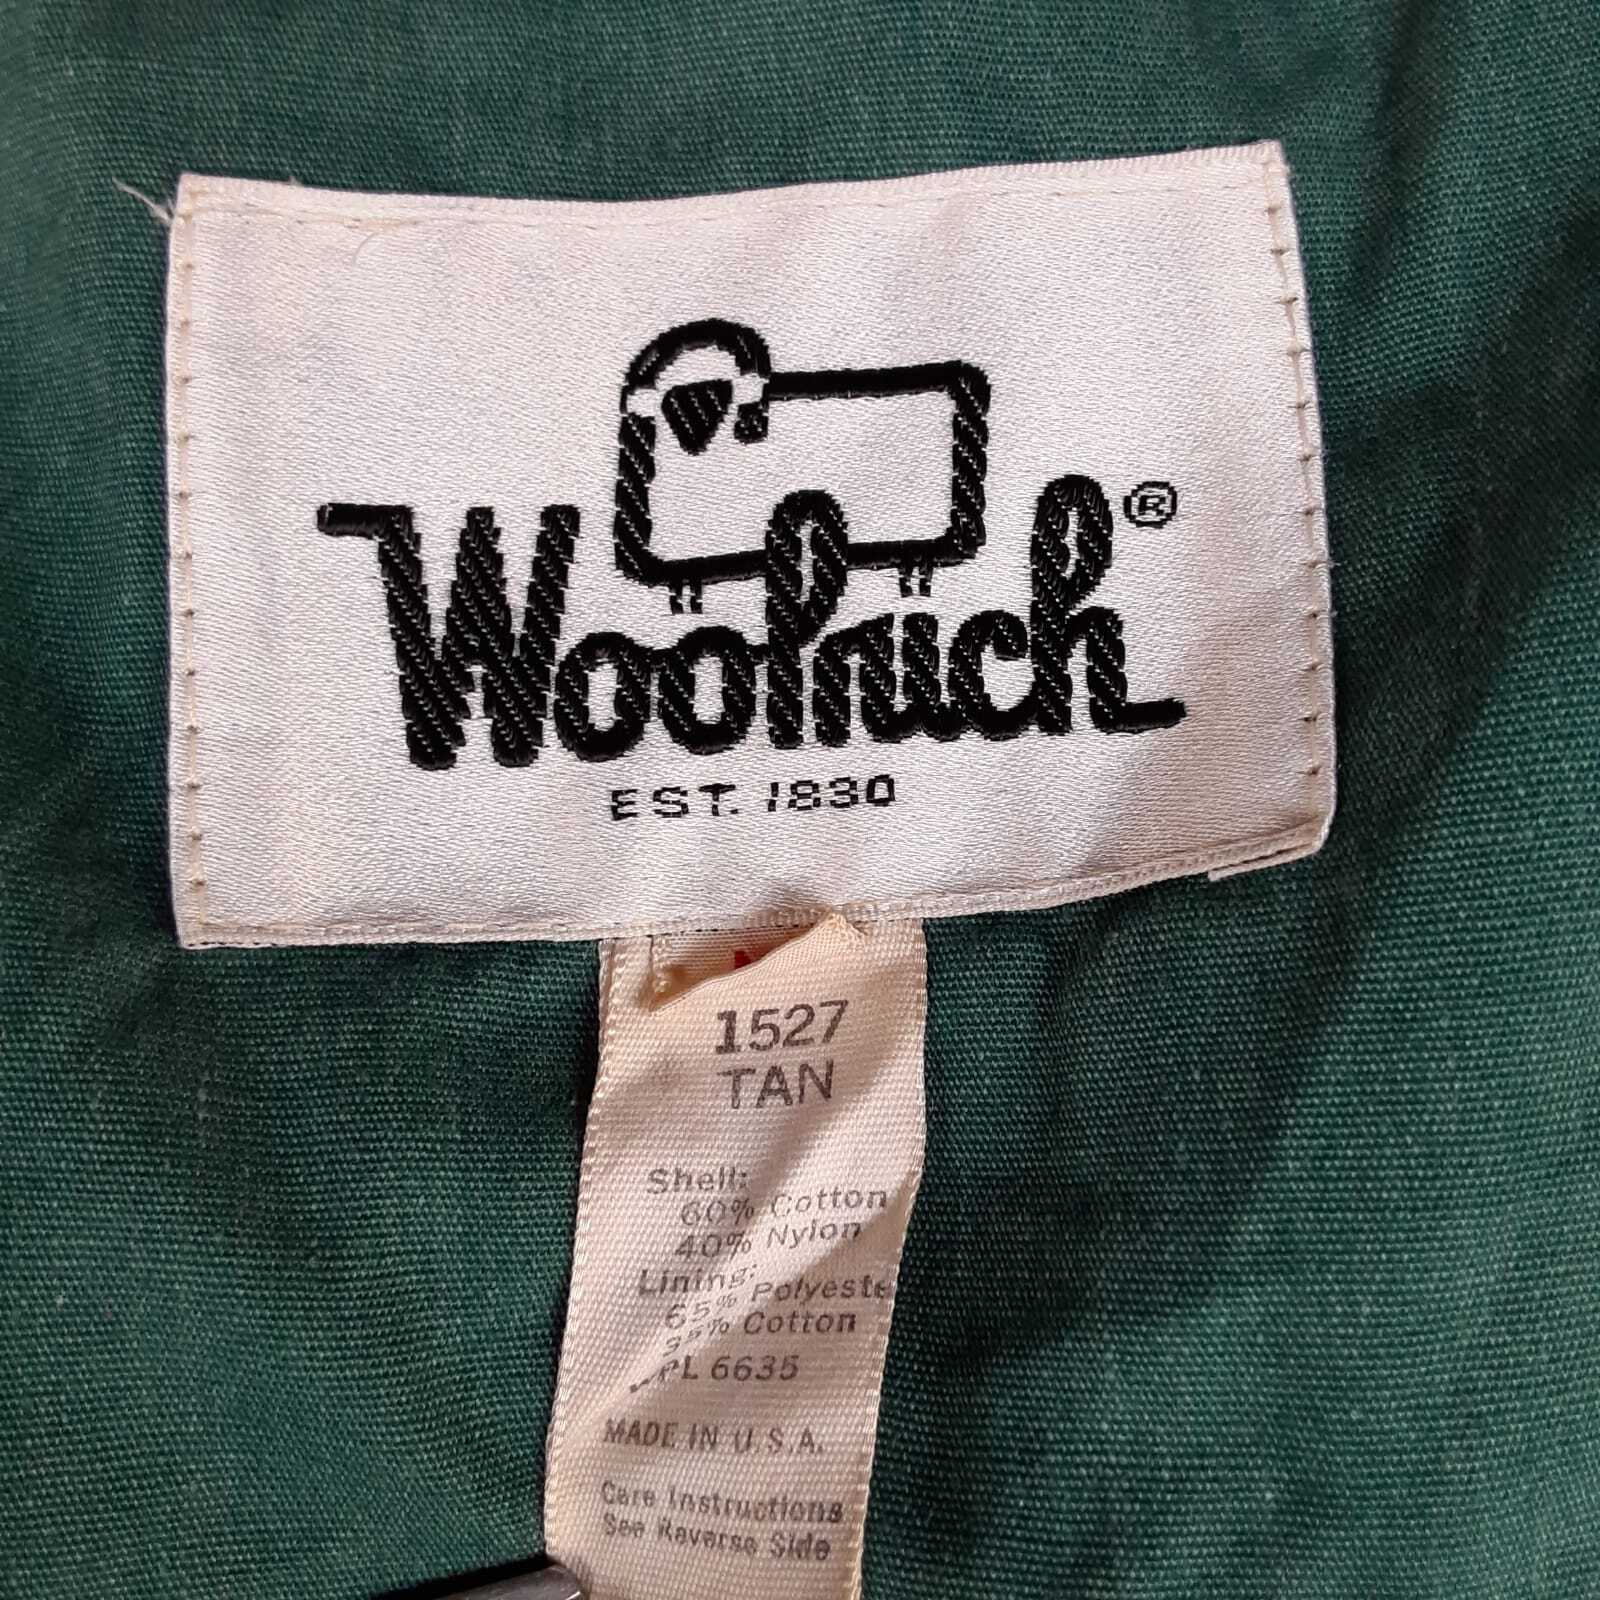 Woolrich®
EST. 1830
1527
TAN
Shell:
60% Cotton
40% Nylon
Lining:
65% Polyeste
35% Cotton
RPL 6635
MADE IN U.S.A.
Care Instructions
See Reverse Side